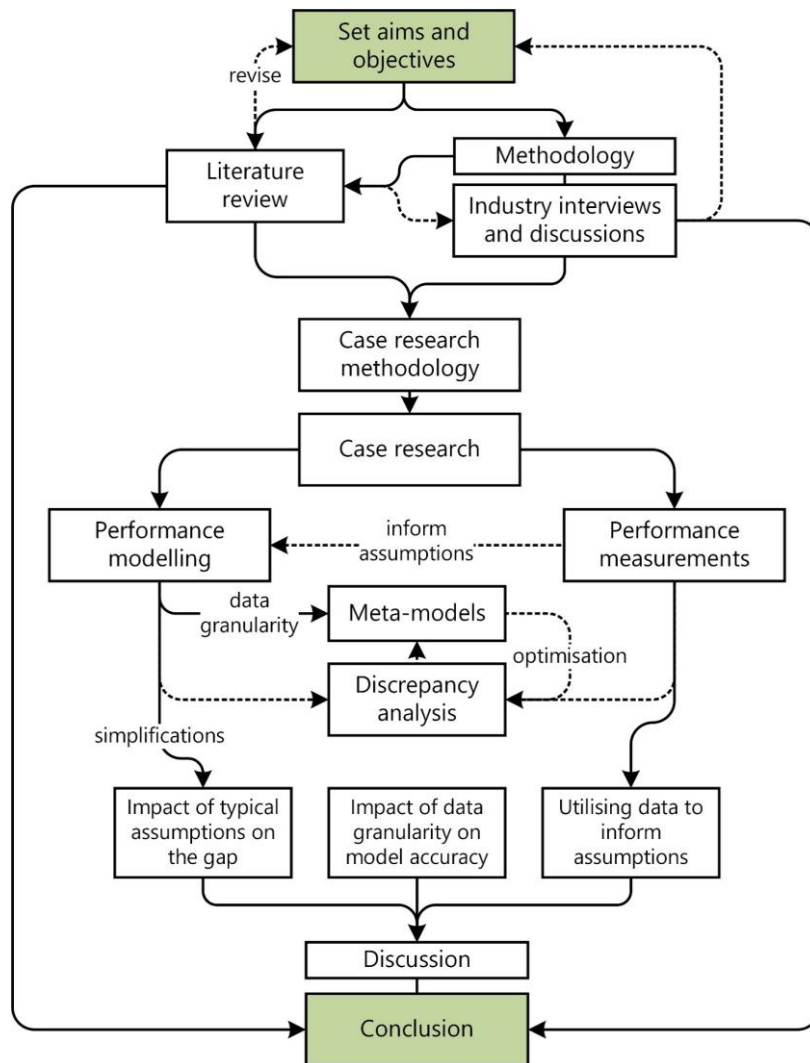 Set aims and
objectives
revise
Literature
review
Methodology
Industry interviews
and discussions
Case research
methodology
Case research
Performance
modelling
inform
assumptions
Performance
measurements
data
granularity
Meta-models
optimisation
Discrepancy
analysis
simplifications
Impact of typical
assumptions on
the gap
Impact of data
granularity on
model accuracy
Utilising data to
inform
assumptions
Discussion
Conclusion